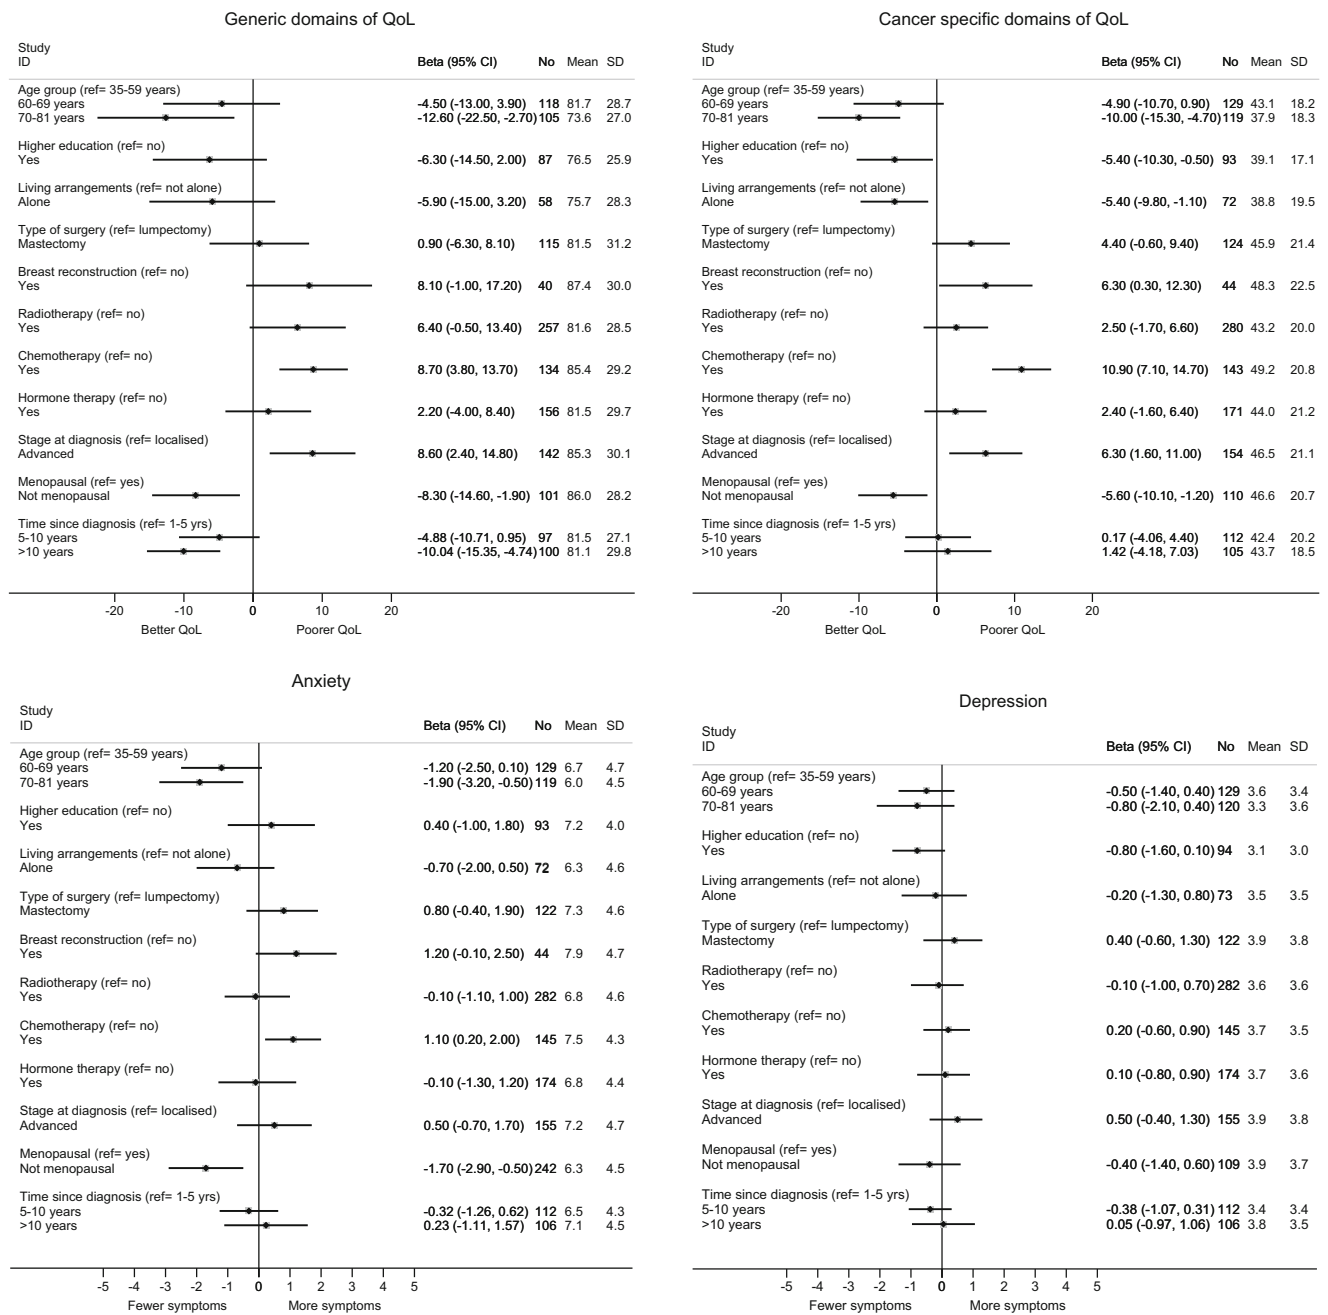 Generic domains of QoL
Study
ID Beta (95% CI) No Mean SD
Age group (ref= 35-59 years)
60-69 years -4.50 (-13.00, 3.90) 118 81.7 28.7
70-81 years -12.60 (-22.50, -2.70) 105 73.6 27.0
Higher education (ref= no)
Yes -6.30 (-14.50, 2.00) 87 76.5 25.9
Living arrangements (ref= not alone)
Alone -5.90 (-15.00, 3.20) 58 75.7 28.3
Type of surgery (ref= lumpectomy)
Mastectomy 0.90 (-6.30, 8.10) 115 81.5 31.2
Breast reconstruction (ref= no)
Yes 8.10 (-1.00, 17.20) 40 87.4 30.0
Radiotherapy (ref= no)
Yes 6.40 (-0.50, 13.40) 257 81.6 28.5
Chemotherapy (ref= no)
Yes 8.70 (3.80, 13.70) 134 85.4 29.2
Hormone therapy (ref= no)
Yes 2.20 (-4.00, 8.40) 156 81.5 29.7
Stage at diagnosis (ref= localised)
Advanced 8.60 (2.40, 14.80) 142 85.3 30.1
Menopausal (ref= yes)
Not menopausal -8.30 (-14.60, -1.90) 101 86.0 28.2
Time since diagnosis (ref= 1-5 yrs)
5-10 years -4.88 (-10.71, 0.95) 97 81.5 27.1
>10 years -10.04 (-15.35, -4.74) 100 81.1 29.8
-20 -10 0 10 20
Better QoL Poorer QoL
Cancer specific domains of QoL
Study
ID Beta (95% CI) No Mean SD
Age group (ref= 35-59 years)
60-69 years -4.90 (-10.70, 0.90) 129 43.1 18.2
70-81 years -10.00 (-15.30, -4.70) 119 37.9 18.3
Higher education (ref= no)
Yes -5.40 (-10.30, -0.50) 93 39.1 17.1
Living arrangements (ref= not alone)
Alone -5.40 (-9.80, -1.10) 72 38.8 19.5
Type of surgery (ref= lumpectomy)
Mastectomy 4.40 (-0.60, 9.40) 124 45.9 21.4
Breast reconstruction (ref= no)
Yes 6.30 (0.30, 12.30) 44 48.3 22.5
Radiotherapy (ref= no)
Yes 2.50 (-1.70, 6.60) 280 43.2 20.0
Chemotherapy (ref= no)
Yes 10.90 (7.10, 14.70) 143 49.2 20.8
Hormone therapy (ref= no)
Yes 2.40 (-1.60, 6.40) 171 44.0 21.2
Stage at diagnosis (ref= localised)
Advanced 6.30 (1.60, 11.00) 154 46.5 21.1
Menopausal (ref= yes)
Not menopausal -5.60 (-10.10, -1.20) 110 46.6 20.7
Time since diagnosis (ref= 1-5 yrs)
5-10 years 0.17 (-4.06, 4.40) 112 42.4 20.2
>10 years 1.42 (-4.18, 7.03) 105 43.7 18.5
-20 -10 0 10 20
Better QoL Poorer QoL
Anxiety
Study
ID Beta (95% CI) No Mean SD
Age group (ref= 35-59 years)
60-69 years -1.20 (-2.50, 0.10) 129 6.7 4.7
70-81 years -1.90 (-3.20, -0.50) 119 6.0 4.5
Higher education (ref= no)
Yes 0.40 (-1.00, 1.80) 93 7.2 4.0
Living arrangements (ref= not alone)
Alone -0.70 (-2.00, 0.50) 72 6.3 4.6
Type of surgery (ref= lumpectomy)
Mastectomy 0.80 (-0.40, 1.90) 122 7.3 4.6
Breast reconstruction (ref= no)
Yes 1.20 (-0.10, 2.50) 44 7.9 4.7
Radiotherapy (ref= no)
Yes -0.10 (-1.10, 1.00) 282 6.8 4.6
Chemotherapy (ref= no)
Yes 1.10 (0.20, 2.00) 145 7.5 4.3
Hormone therapy (ref= no)
Yes -0.10 (-1.30, 1.20) 174 6.8 4.4
Stage at diagnosis (ref= localised)
Advanced 0.50 (-0.70, 1.70) 155 7.2 4.7
Menopausal (ref= yes)
Not menopausal -1.70 (-2.90, -0.50) 242 6.3 4.5
Time since diagnosis (ref= 1-5 yrs)
5-10 years -0.32 (-1.26, 0.62) 112 6.5 4.3
>10 years 0.23 (-1.11, 1.57) 106 7.1 4.5
-5 -4 -3 -2 -1 0 1 2 3 4 5
Fewer symptoms More symptoms
Depression
Study
ID Beta (95% CI) No Mean SD
Age group (ref= 35-59 years)
60-69 years -0.50 (-1.40, 0.40) 129 3.6 3.4
70-81 years -0.80 (-2.10, 0.40) 120 3.3 3.6
Higher education (ref= no)
Yes -0.80 (-1.60, 0.10) 94 3.1 3.0
Living arrangements (ref= not alone)
Alone -0.20 (-1.30, 0.80) 73 3.5 3.5
Type of surgery (ref= lumpectomy)
Mastectomy 0.40 (-0.60, 1.30) 122 3.9 3.8
Radiotherapy (ref= no)
Yes -0.10 (-1.00, 0.70) 282 3.6 3.6
Chemotherapy (ref= no)
Yes 0.20 (-0.60, 0.90) 145 3.7 3.5
Hormone therapy (ref= no)
Yes 0.10 (-0.80, 0.90) 174 3.7 3.6
Stage at diagnosis (ref= localised)
Advanced 0.50 (-0.40, 1.30) 155 3.9 3.8
Menopausal (ref= yes)
Not menopausal -0.40 (-1.40, 0.60) 109 3.9 3.7
Time since diagnosis (ref= 1-5 yrs)
5-10 years -0.38 (-1.07, 0.31) 112 3.4 3.4
>10 years 0.05 (-0.97, 1.06) 106 3.8 3.5
-5 -4 -3 -2 -1 0 1 2 3 4 5
Fewer symptoms More symptoms